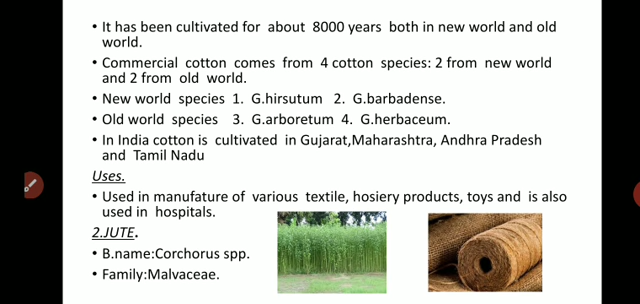 • It has been cultivated for about 8000 years both in new world and old
world.
• Commercial cotton comes from 4 cotton species: 2 from new world
and 2 from old world.
• New world species 1. G.hirsutum 2. G.barbadense.
• Old world species 3. G.arboretum 4. G.herbaceum.
• In India cotton is cultivated in Gujarat,Maharashtra, Andhra Pradesh
and Tamil Nadu
Uses.
• Used in manufature of various textile, hosiery products, toys and is also
used in hospitals.
2.JUTE.
• B.name:Corchorus spp.
• Family:Malvaceae.